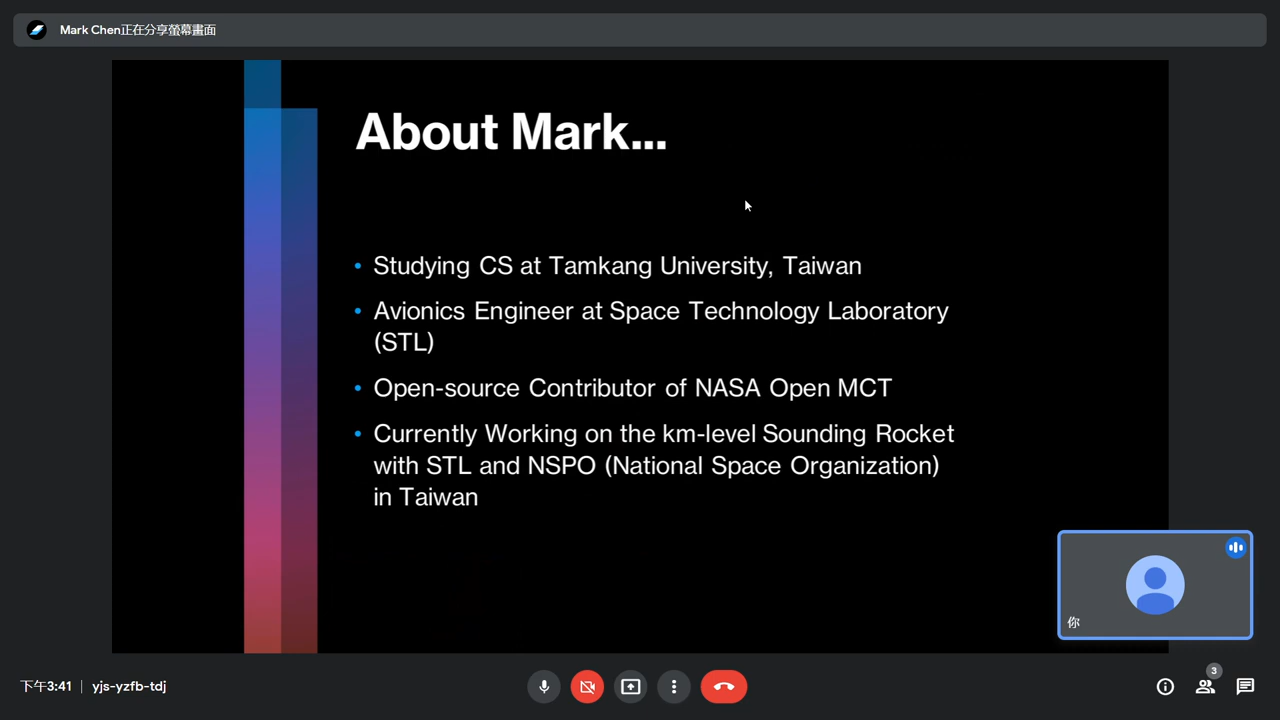 Mark Chen正在分享螢幕畫面
About Mark...
• Studying CS at Tamkang University, Taiwan
• Avionics Engineer at Space Technology Laboratory
(STL)
• Open-source Contributor of NASA Open MCT
• Currently Working on the km-level Sounding Rocket
with STL and NSPO (National Space Organization)
in Taiwan
你
下午3:41 | yjs-yzfb-tdj
3